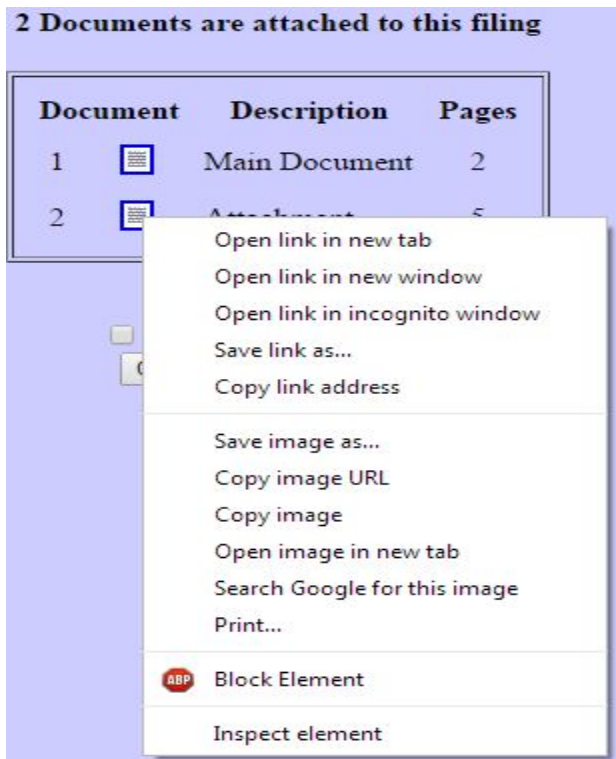 2 Documents are attached to this filing
Document Description Pages
1 Main Document 2
2
Open link in new tab
Open link in new window
Open link in incognito window
Save link as...
Copy link address
Save image as...
Copy image URL
Copy image
Open image in new tab
Search Google for this image
Print...
ABP Block Element
Inspect element